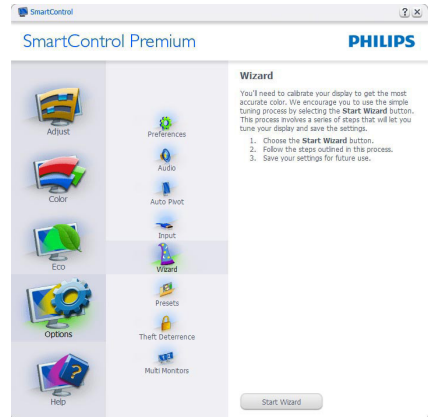 SmartControl
? ×
SmartControl Premium
PHILIPS
Adjust
Color
Eco
Options
Help
Preferences
Audio
Auto Pivot
Input
Wizard
Presets
Theft Deterrence
Multi Monitors
Wizard
You'll need to calibrate your display to get the most
accurate color. We encourage you to use the simple
tuning process by selecting the Start Wizard button.
This process involves a series of steps that will let you
tune your display and save the settings.
1. Choose the Start Wizard button.
2. Follow the steps outlined in this process.
3. Save your settings for future use.
Start Wizard